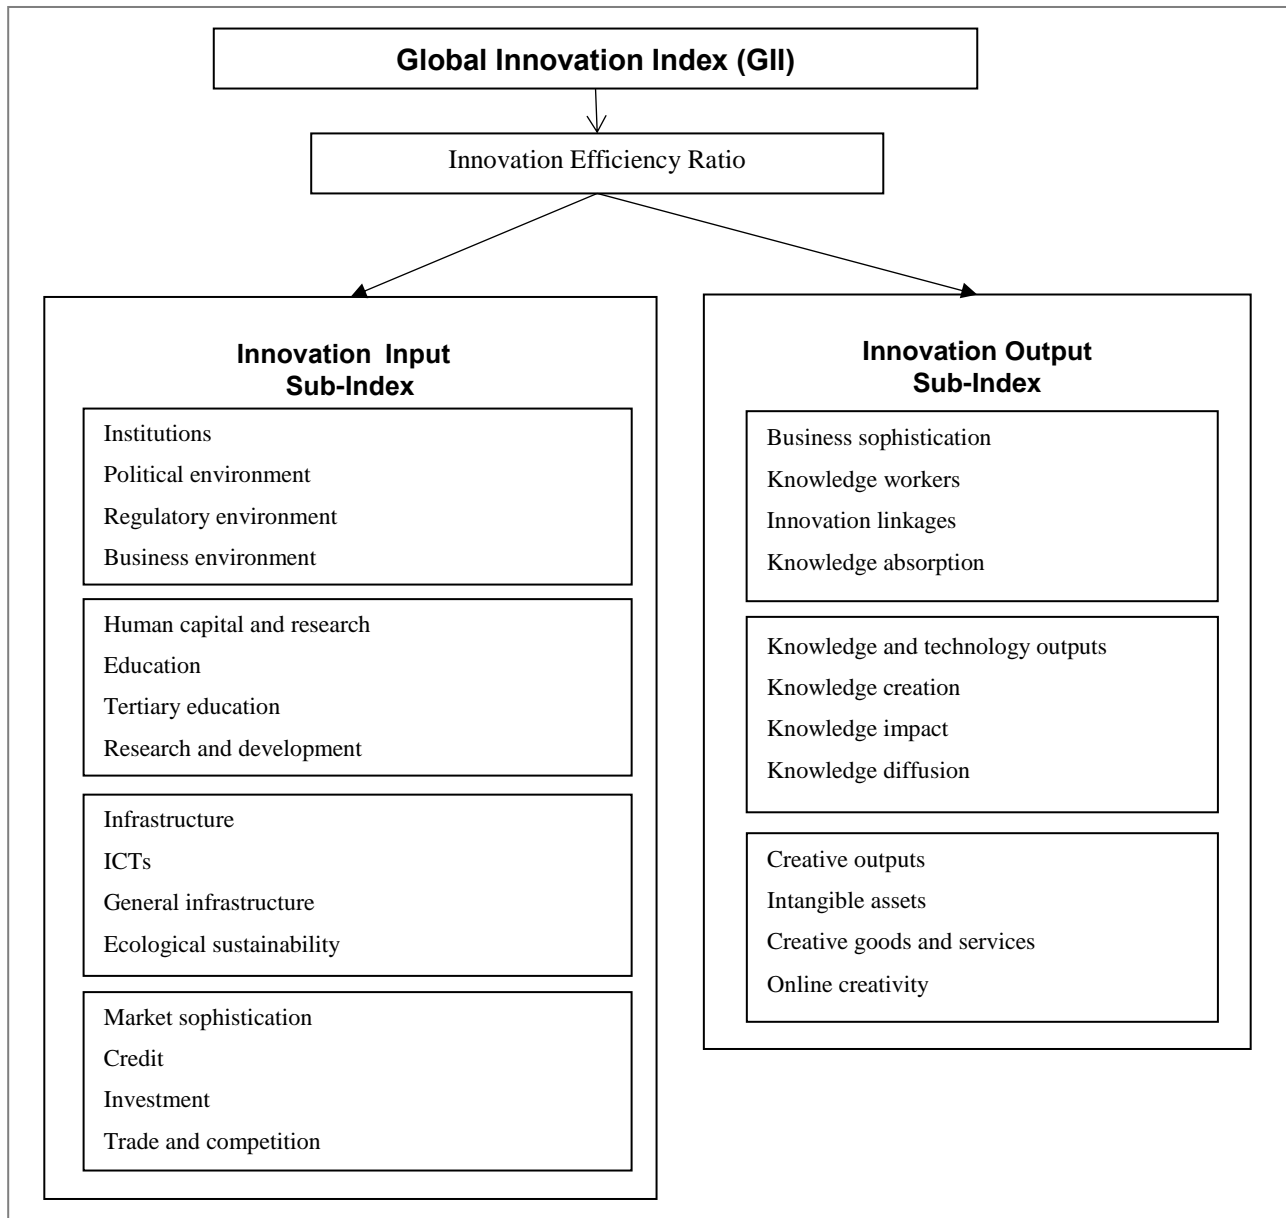 Global Innovation Index (GII)
Innovation Efficiency Ratio
Innovation Input
Sub-Index
Institutions
Political environment
Regulatory environment
Business environment
Human capital and research
Education
Tertiary education
Research and development
Infrastructure
ICTs
General infrastructure
Ecological sustainability
Market sophistication
Credit
Investment
Trade and competition
Innovation Output
Sub-Index
Business sophistication
Knowledge workers
Innovation linkages
Knowledge absorption
Knowledge and technology outputs
Knowledge creation
Knowledge impact
Knowledge diffusion
Creative outputs
Intangible assets
Creative goods and services
Online creativity